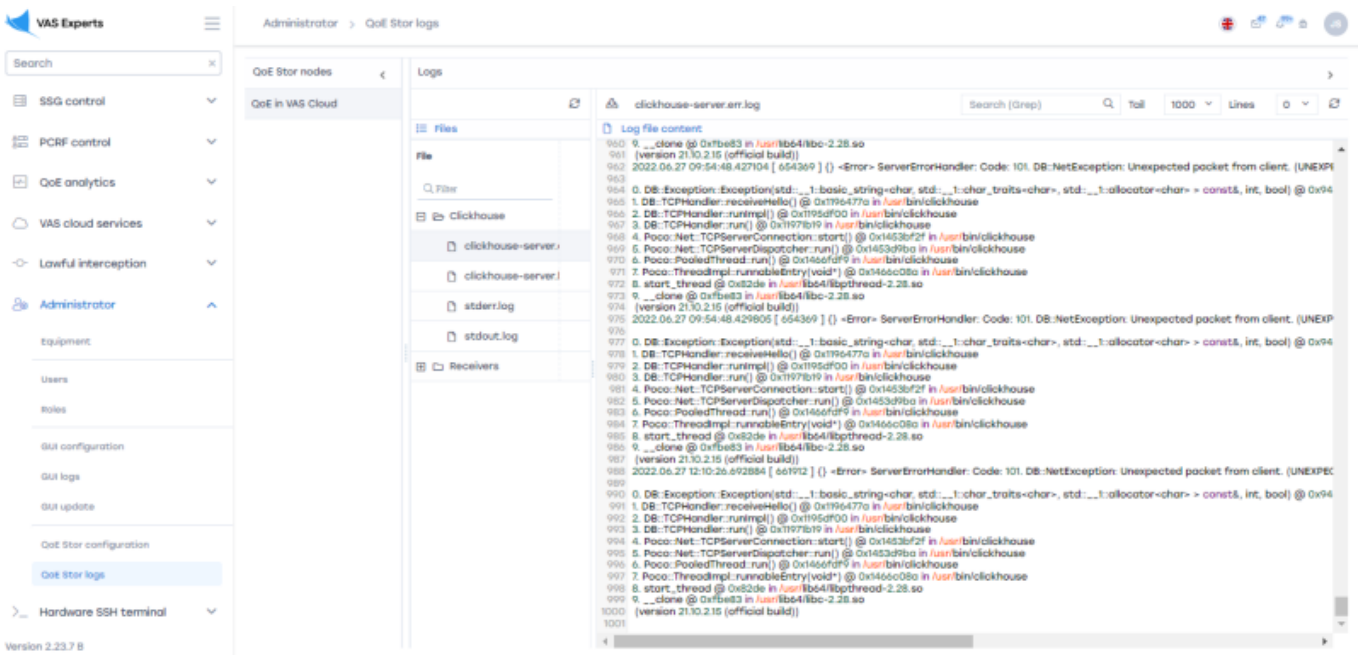 VAS Experts
Administrator > QoE Stor logs
Search
SSG control
PCRF control
QoE analytics
VAS cloud services
Lawful interception
Administrator
Equipment
Users
Roles
GUI configuration
GUI logs
GUI update
QoE Stor configuration
QoE Stor logs
Hardware SSH terminal
Version 2.23.7 B
QoE Stor nodes
QoE in VAS Cloud
Logs
Files
File
Filter
Clickhouse
clickhouse-server.
clickhouse-server.
stderr.log
stdout.log
Receivers
clickhouse-server.err.log
Search (Grep)
Tail
1000
Lines
0
Log file content
960 9. __clone @ 0xfbe83 in /usr/lib64/libc-2.28.so
961 (version 21.10.2.15 (official build))
962 2022.06.27 09:54:48.427104 [ 654369 ] {} <Error> ServerErrorHandler: Code: 101. DB::NetException: Unexpected packet from client. (UNEXPE
963
964 0. DB::Exception::Exception(std::__1::basic_string<char, std::__1::char_traits<char>, std::__1::allocator<char> > const&, int, bool) @ 0x94
965 1. DB::TCPHandler::receiveHello() @ 0x1196477a in /usr/bin/clickhouse
966 2. DB::TCPHandler::runImpl() @ 0x1195df00 in /usr/bin/clickhouse
967 3. DB::TCPHandler::run() @ 0x11971b19 in /usr/bin/clickhouse
968 4. Poco::Net::TCPServerConnection::start() @ 0x1453bf2f in /usr/bin/clickhouse
969 5. Poco::Net::TCPServerDispatcher::run() @ 0x1453d9ba in /usr/bin/clickhouse
970 6. Poco::PooledThread::run() @ 0x1466fdf9 in /usr/bin/clickhouse
971 7. Poco::ThreadImpl::runnableEntry(void*) @ 0x1466c08a in /usr/bin/clickhouse
972 8. start_thread @ 0x82de in /usr/lib64/libpthread-2.28.so
973 9. __clone @ 0xfbe83 in /usr/lib64/libc-2.28.so
974 (version 21.10.2.15 (official build))
975 2022.06.27 09:54:48.429805 [ 654369 ] {} <Error> ServerErrorHandler: Code: 101. DB::NetException: Unexpected packet from client. (UNEXP
976
977 0. DB::Exception::Exception(std::__1::basic_string<char, std::__1::char_traits<char>, std::__1::allocator<char> > const&, int, bool) @ 0x94
978 1. DB::TCPHandler::receiveHello() @ 0x1196477a in /usr/bin/clickhouse
979 2. DB::TCPHandler::runImpl() @ 0x1195df00 in /usr/bin/clickhouse
980 3. DB::TCPHandler::run() @ 0x11971b19 in /usr/bin/clickhouse
981 4. Poco::Net::TCPServerConnection::start() @ 0x1453bf2f in /usr/bin/clickhouse
982 5. Poco::Net::TCPServerDispatcher::run() @ 0x1453d9ba in /usr/bin/clickhouse
983 6. Poco::PooledThread::run() @ 0x1466fdf9 in /usr/bin/clickhouse
984 7. Poco::ThreadImpl::runnableEntry(void*) @ 0x1466c08a in /usr/bin/clickhouse
985 8. start_thread @ 0x82de in /usr/lib64/libpthread-2.28.so
986 9. __clone @ 0xfbe83 in /usr/lib64/libc-2.28.so
987 (version 21.10.2.15 (official build))
988 2022.06.27 12:10:26.692884 [ 661912 ] {} <Error> ServerErrorHandler: Code: 101. DB::NetException: Unexpected packet from client. (UNEXPEC
989
990 0. DB::Exception::Exception(std::__1::basic_string<char, std::__1::char_traits<char>, std::__1::allocator<char> > const&, int, bool) @ 0x94
991 1. DB::TCPHandler::receiveHello() @ 0x1196477a in /usr/bin/clickhouse
992 2. DB::TCPHandler::runImpl() @ 0x1195df00 in /usr/bin/clickhouse
993 3. DB::TCPHandler::run() @ 0x11971b19 in /usr/bin/clickhouse
994 4. Poco::Net::TCPServerConnection::start() @ 0x1453bf2f in /usr/bin/clickhouse
995 5. Poco::Net::TCPServerDispatcher::run() @ 0x1453d9ba in /usr/bin/clickhouse
996 6. Poco::PooledThread::run() @ 0x1466fdf9 in /usr/bin/clickhouse
997 7. Poco::ThreadImpl::runnableEntry(void*) @ 0x1466c08a in /usr/bin/clickhouse
998 8. start_thread @ 0x82de in /usr/lib64/libpthread-2.28.so
999 9. __clone @ 0xfbe83 in /usr/lib64/libc-2.28.so
1000 (version 21.10.2.15 (official build))
1001